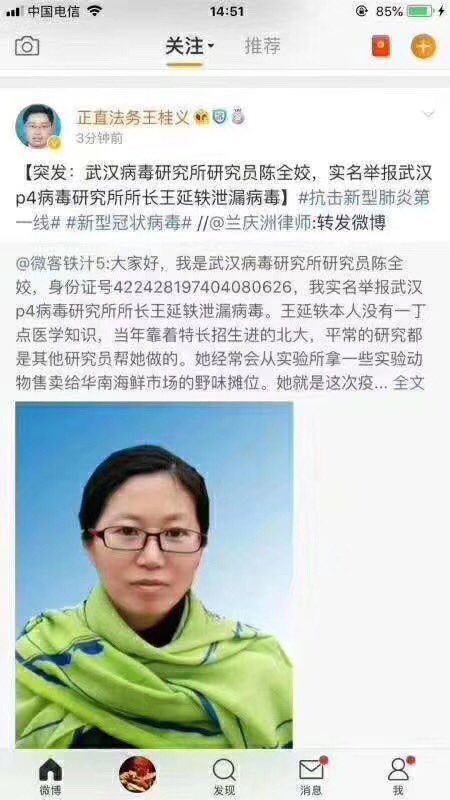 中国电信
14:51
85%
关注
推荐
正直法务王桂义
3分钟前
【突发：武汉病毒研究所研究员陈全姣，实名举报武汉
p4病毒研究所所长王延轶泄漏病毒】#抗击新型肺炎第
一线# #新型冠状病毒# //@兰庆洲律师:转发微博
@微客铁汁5:大家好，我是武汉病毒研究所研究员陈全
姣，身份证号422428197404080626，我实名举报武汉
p4病毒研究所所长王延轶泄漏病毒。王延轶本人没有一丁
点医学知识，当年靠着特长招生进的北大，平常的研究都
是其他研究员帮她做的。她经常会从实验所拿一些实验动
物售卖给华南海鲜市场的野味摊位。她就是这次疫... 全文
微博
发现
消息
我